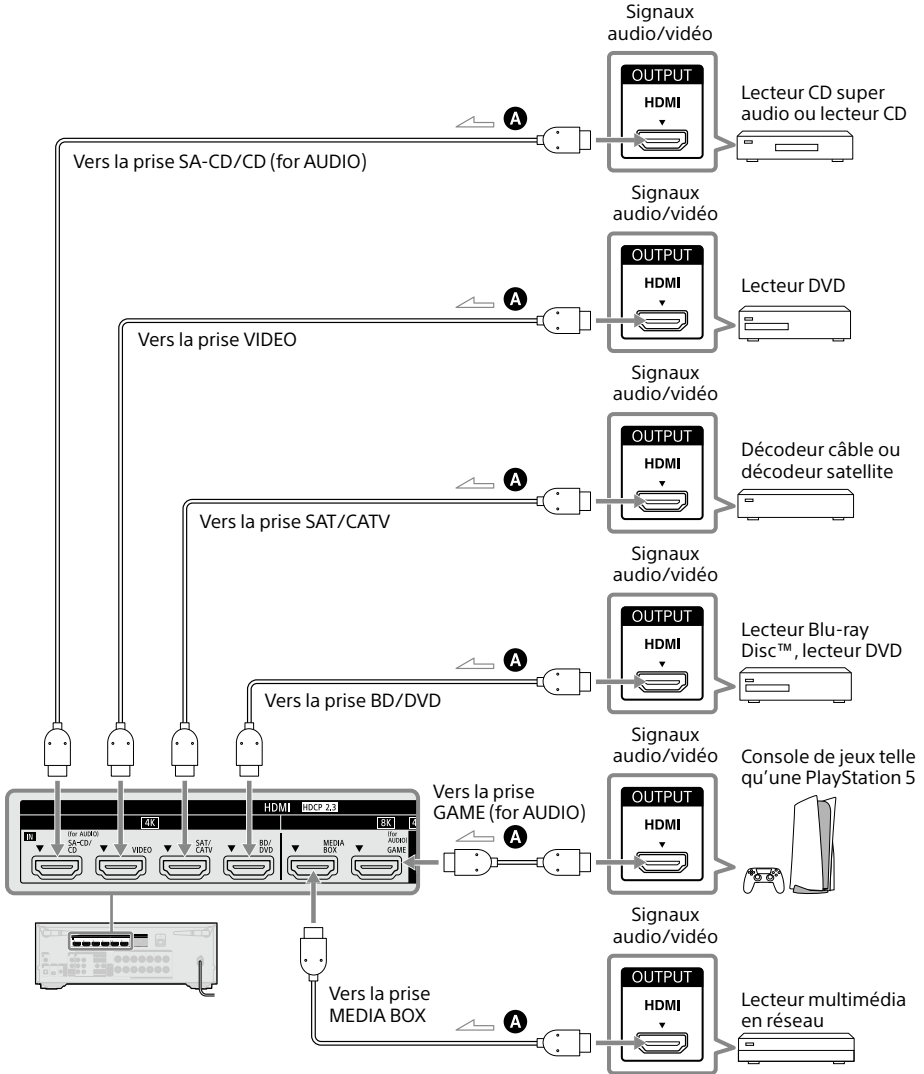 Signaux
audio/vidéo
OUTPUT
HDMI
Lecteur CD super
audio ou lecteur CD
A
Vers la prise SA-CD/CD (for AUDIO)
Signaux
audio/vidéo
OUTPUT
HDMI
Lecteur DVD
A
Vers la prise VIDEO
Signaux
audio/vidéo
OUTPUT
HDMI
Décodeur câble ou
décodeur satellite
A
Vers la prise SAT/CATV
Signaux
audio/vidéo
OUTPUT
HDMI
Lecteur Blu-ray
Disc™, lecteur DVD
A
Vers la prise BD/DVD
Signaux
audio/vidéo
OUTPUT
HDMI
Console de jeux telle
qu'une PlayStation 5
Vers la prise
GAME (for AUDIO)
A
HDMI HDCP 2.3
4K 8K 4
IN
(for AUDIO)
SA-CD/
CD
VIDEO
SAT/
CATV
BD/
DVD
MEDIA
BOX
(for
AUDIO)
GAME
Signaux
audio/vidéo
OUTPUT
HDMI
Lecteur multimédia
en réseau
Vers la prise
MEDIA BOX
A